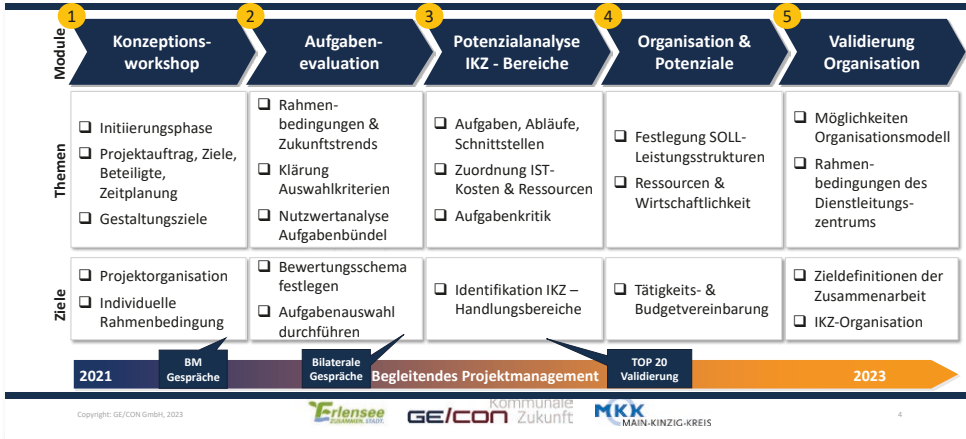 1
2
3
4
5
Module
Konzeptions-
workshop
Aufgaben-
evaluation
Potenzialanalyse
IKZ - Bereiche
Organisation &
Potenziale
Validierung
Organisation
Themen
❑ Initiierungsphase
❑ Projektauftrag, Ziele,
Beteiligte,
Zeitplanung
❑ Gestaltungsziele
❑ Rahmen-
bedingungen &
Zukunftstrends
❑ Klärung
Auswahlkriterien
❑ Nutzwertanalyse
Aufgabenbündel
❑ Aufgaben, Abläufe,
Schnittstellen
❑ Zuordnung IST-
Kosten & Ressourcen
❑ Aufgabenkritik
❑ Festlegung SOLL-
Leistungsstrukturen
❑ Ressourcen &
Wirtschaftlichkeit
❑ Möglichkeiten
Organisationsmodell
❑ Rahmen-
bedingungen des
Dienstleitungs-
zentrums
Ziele
❑ Projektorganisation
❑ Individuelle
Rahmenbedingung
❑ Bewertungsschema
festlegen
❑ Aufgabenauswahl
durchführen
❑ Identifikation IKZ –
Handlungsbereiche
❑ Tätigkeits- &
Budgetvereinbarung
❑ Zieldefinitionen der
Zusammenarbeit
❑ IKZ-Organisation
2021
BM
Gespräche
Bilaterale
Gespräche
Begleitendes Projektmanagement
TOP 20
Validierung
2023
Copyright: GE/CON GmbH, 2023
Erlensee
ZUSAMMEN. STADT.
GE/CON
Kommunale
Zukunft
MKK
MAIN-KINZIG-KREIS
4